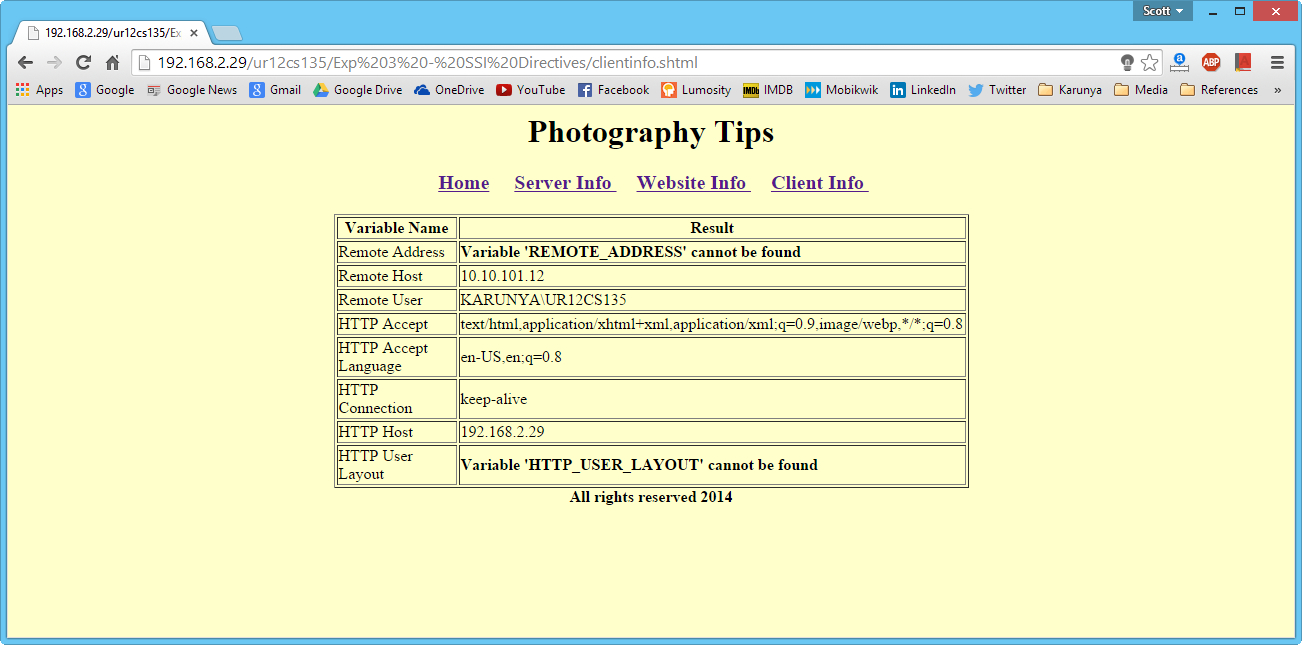 Scott
192.168.2.29/ur12cs135/Ex
192.168.2.29/ur12cs135/Exp%203%20-%20SSI%20Directives/clientinfo.shtml
a
ABP
A
Apps 8 Google Google News 8 Gmail Google Drive OneDrive YouTube f Facebook Lumosity IMDb IMDB Mobikwik in LinkedIn Twitter Karunya Media References »
Photography Tips
Home Server Info Website Info Client Info
Variable Name Result
Remote Address Variable 'REMOTE_ADDRESS' cannot be found
Remote Host 10.10.101.12
Remote User KARUNYA\UR12CS135
HTTP Accept text/html,application/xhtml+xml,application/xml;q=0.9,image/webp,*/*;q=0.8
HTTP Accept
Language en-US,en;q=0.8
HTTP
Connection keep-alive
HTTP Host 192.168.2.29
HTTP User
Layout Variable 'HTTP_USER_LAYOUT' cannot be found
All rights reserved 2014